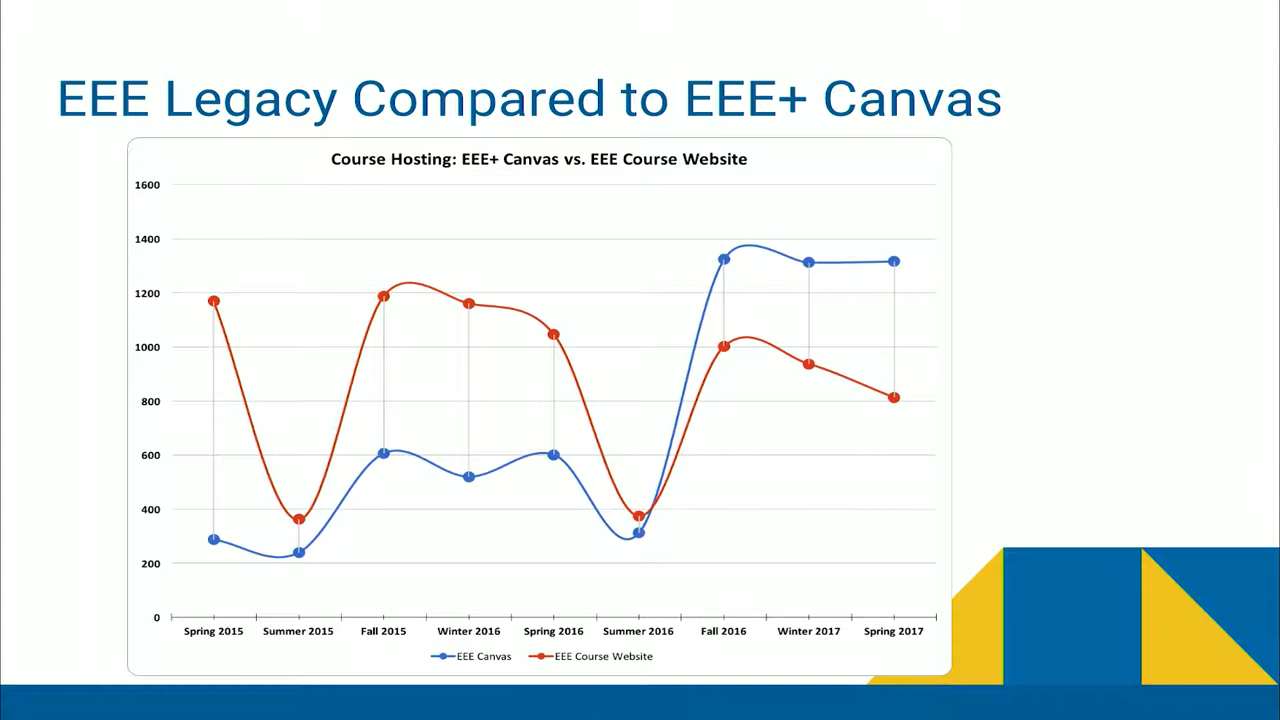 EEE Legacy Compared to EEE+ Canvas
Course Hosting: EEE+ Canvas vs. EEE Course Website
1600
1400
1200
1000
800
600
400
200
0
Spring 2015 Summer 2015 Fall 2015 Winter 2016 Spring 2016 Summer 2016 Fall 2016 Winter 2017 Spring 2017
EEE Canvas EEE Course Website